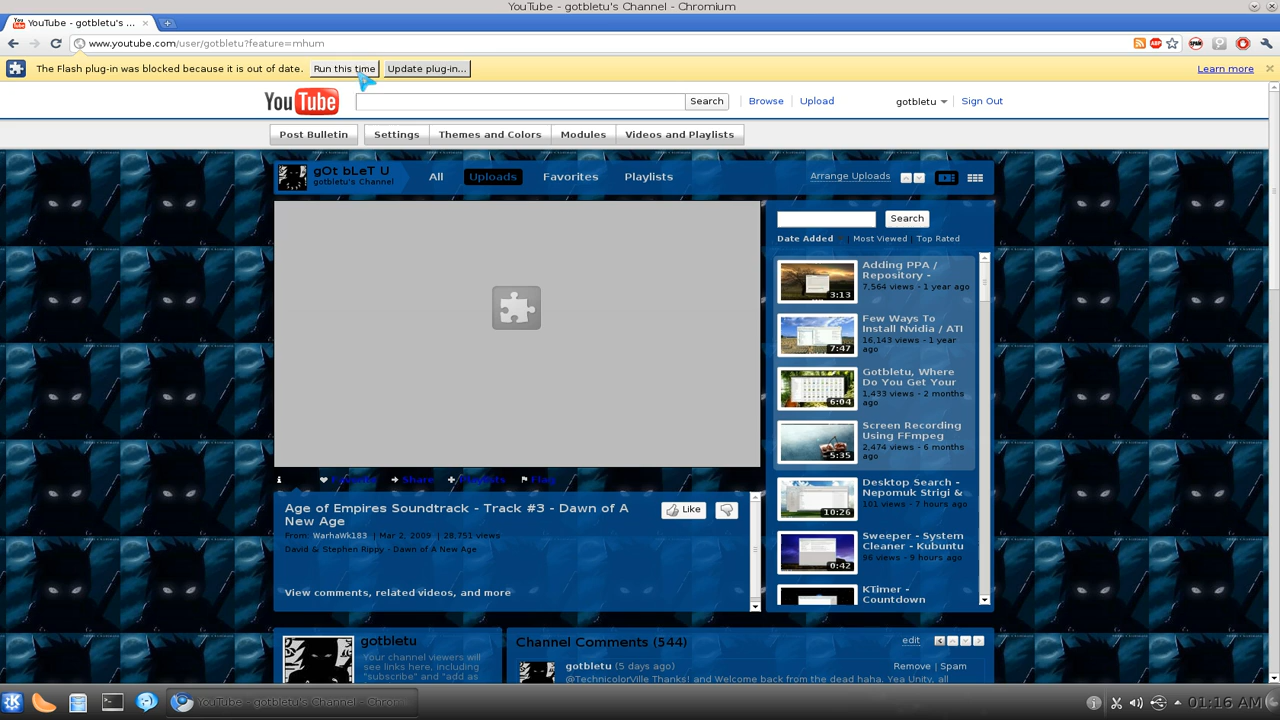 YouTube - gotbletu's Channel - Chromium
YouTube - gotbletu's ...
www.youtube.com/user/gotbletu?feature=mhum
The Flash plug-in was blocked because it is out of date.
Run this time
Update plug-in...
Learn more
YouTube
Search
Browse
Upload
gotbletu
Sign Out
Post Bulletin
Settings
Themes and Colors
Modules
Videos and Playlists
gOt bLeT U
gotbletu's Channel
All
Uploads
Favorites
Playlists
Arrange Uploads
Search
Date Added | Most Viewed | Top Rated
Adding PPA /
Repository -
7,564 views - 1 year ago
3:13
Few Ways To
Install Nvidia / ATI
16,143 views - 1 year
ago
7:47
Gotbletu, Where
Do You Get Your
1,433 views - 2 months
ago
6:04
Screen Recording
Using FFmpeg
2,474 views - 6 months
ago
5:35
Desktop Search -
Nepomuk Strigi &
101 views - 7 hours ago
10:26
Sweeper - System
Cleaner - Kubuntu
96 views - 9 hours ago
0:42
KTimer -
Countdown
Favorite
Share
Playlists
Flag
Age of Empires Soundtrack - Track #3 - Dawn of A
New Age
Like
From: WarhaWk183 | Mar 2, 2009 | 28,751 views
David & Stephen Rippy - Dawn of A New Age
View comments, related videos, and more
gotbletu
Your channel viewers
will see links here, including
"subscribe" and "add as
Channel Comments (544)
edit
gotbletu (5 days ago)
Remove | Spam
@TechnicolorVille Thanks! and Welcome back from the dead haha. Yea Unity, all
YouTube - gotbletu's Channel - Chron
01:16 AM